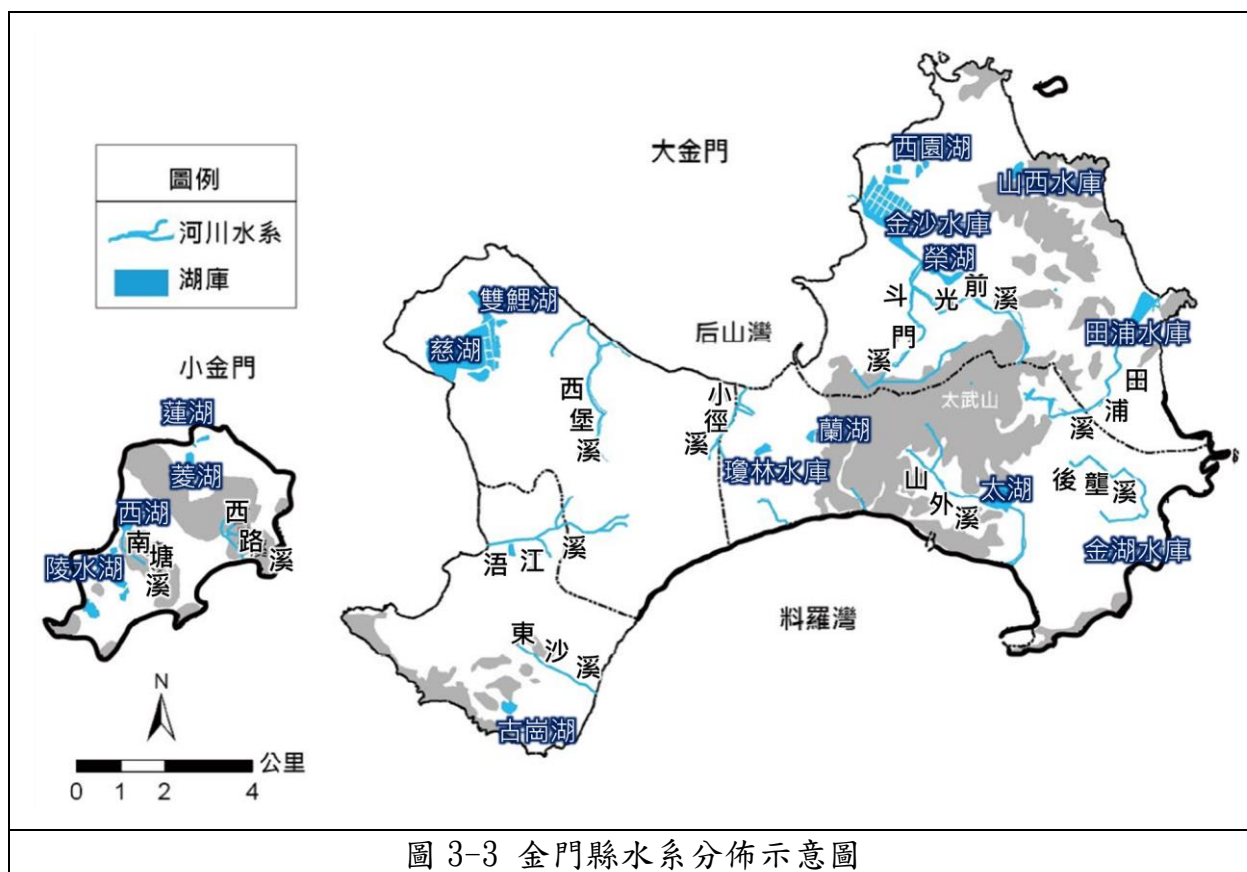 大金門
圖例
河川水系
湖庫
小金門
蓮湖
菱湖
西湖
南塘溪
西路溪
陵水湖
N
公里
0 1 2 4
雙鯉湖
慈湖
西堡溪
后山灣
小徑溪
浯江溪
東沙溪
古崗湖
西園湖
山西水庫
金沙水庫
榮湖
光前溪
斗門溪
田浦水庫
田浦溪
太武山
蘭湖
瓊林水庫
山外溪
太湖
後壟溪
金湖水庫
料羅灣
圖 3-3 金門縣水系分佈示意圖